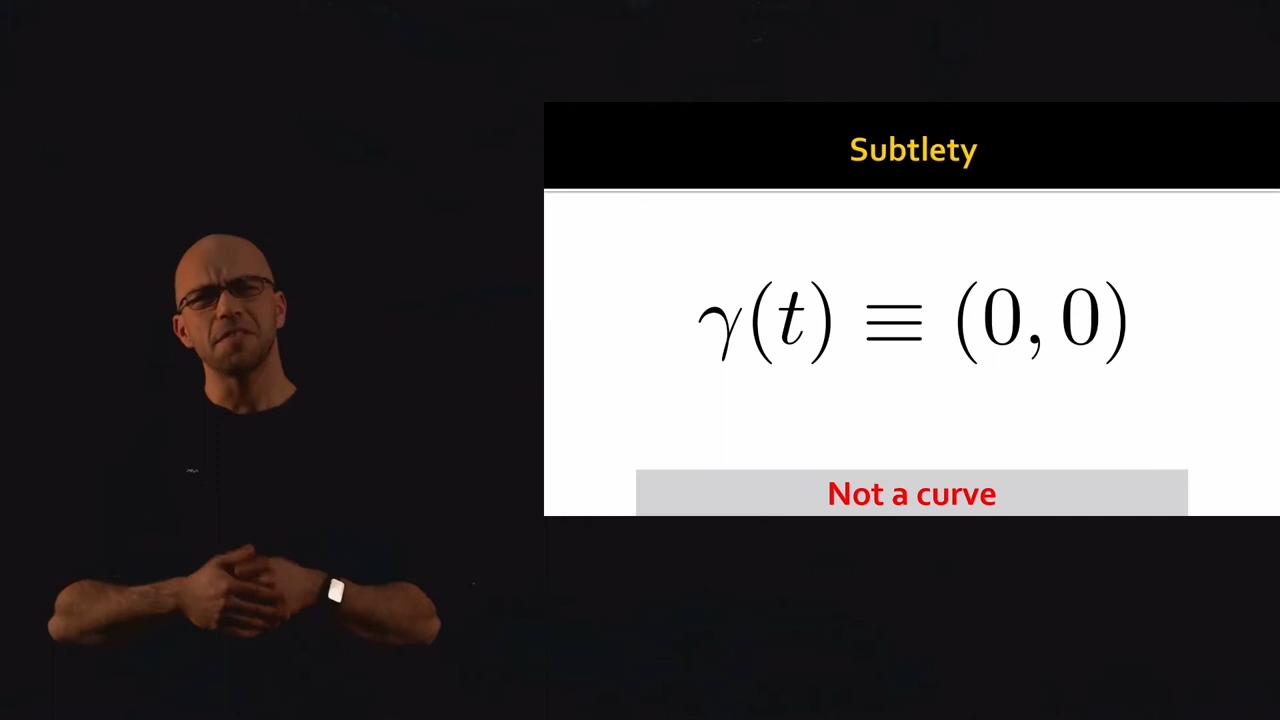 Subtlety
γ(t) ≡ (0, 0)
Not a curve